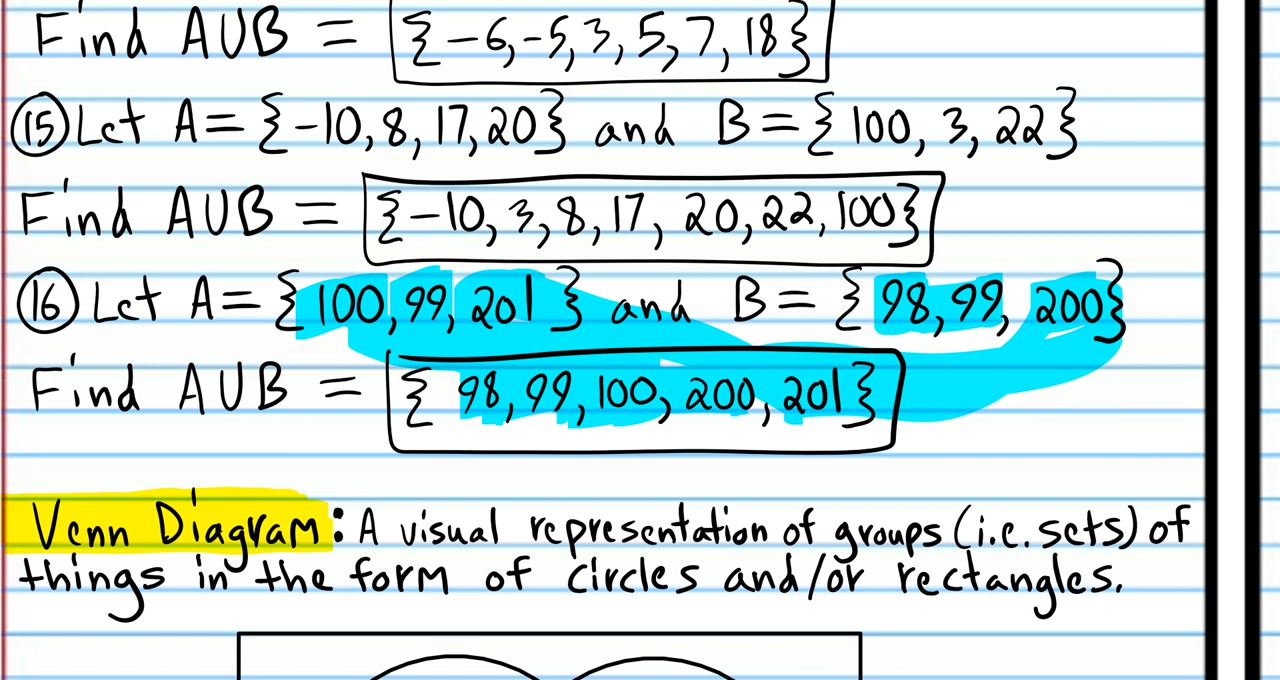 Find A∪B = {-6,-5,3,5,7,18}
⑮ Let A={-10,8,17,20} and B={100,3,22}
Find A∪B = {-10,3,8,17,20,22,100}
⑯ Let A={100,99,201} and B={98,99,200}
Find A∪B = {98,99,100,200,201}
Venn Diagram: A visual representation of groups (i.e. sets) of
things in the form of circles and/or rectangles.